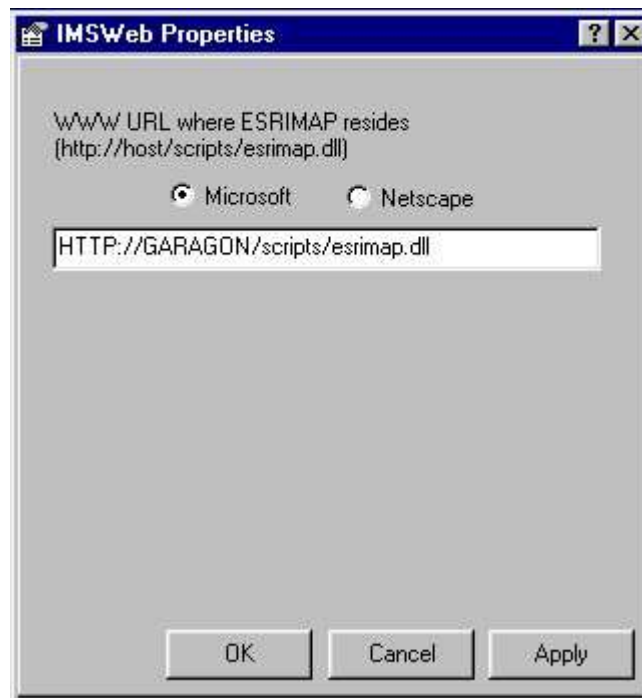 IMSWeb Properties
WWW URL where ESRIMAP resides
(http://host/scripts/esrimap.dll)
Microsoft Netscape
HTTP://GARAGON/scripts/esrimap.dll
OK Cancel Apply